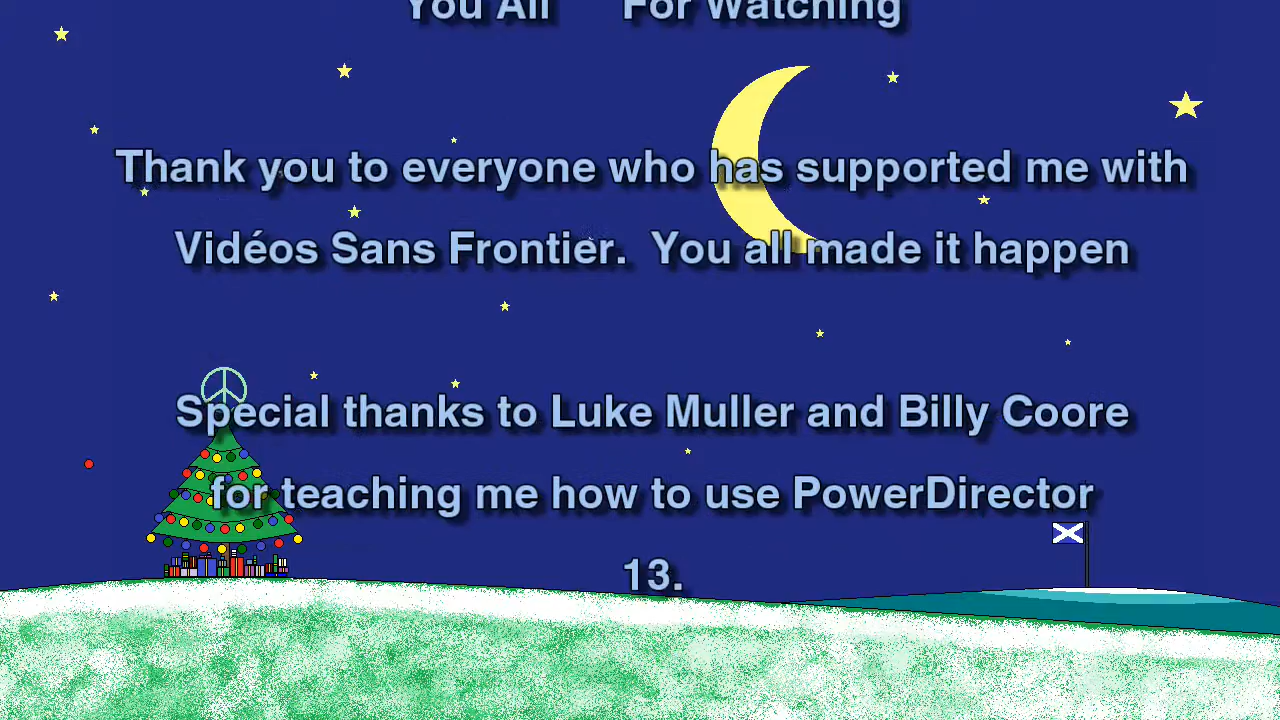 You All For Watching
Thank you to everyone who has supported me with
Vidéos Sans Frontier. You all made it happen
Special thanks to Luke Muller and Billy Coore
for teaching me how to use PowerDirector
13.